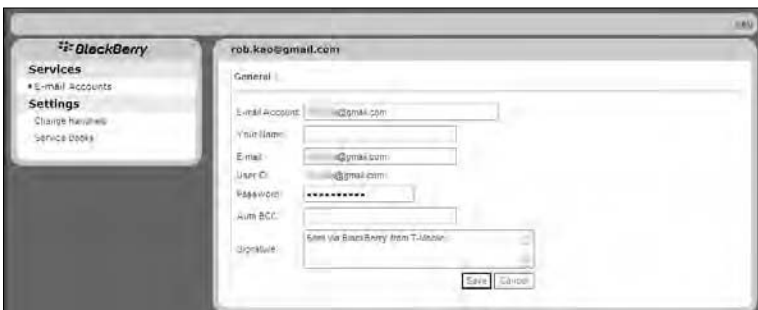 Help
BlackBerry
rob.kao@gmail.com
Services
General
E-mail Accounts
Settings
E-mail Account: @gmail.com
Change Handheld
Your Name:
Service Books
E-mail: @gmail.com
User ID: @gmail.com
Password: ••••••••••
Auto BCC:
Signature: Sent via BlackBerry from T-Mobile
Save Cancel